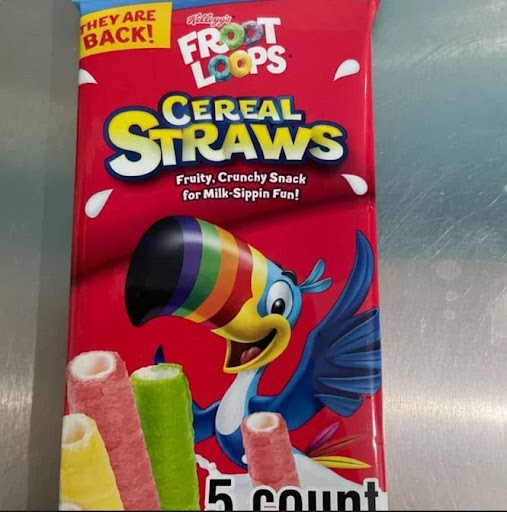 THEY ARE
BACK!
Kellogg's
FROOT
LOOPS
CEREAL
STRAWS
Fruity, Crunchy Snack
for Milk-Sippin Fun!
5 count